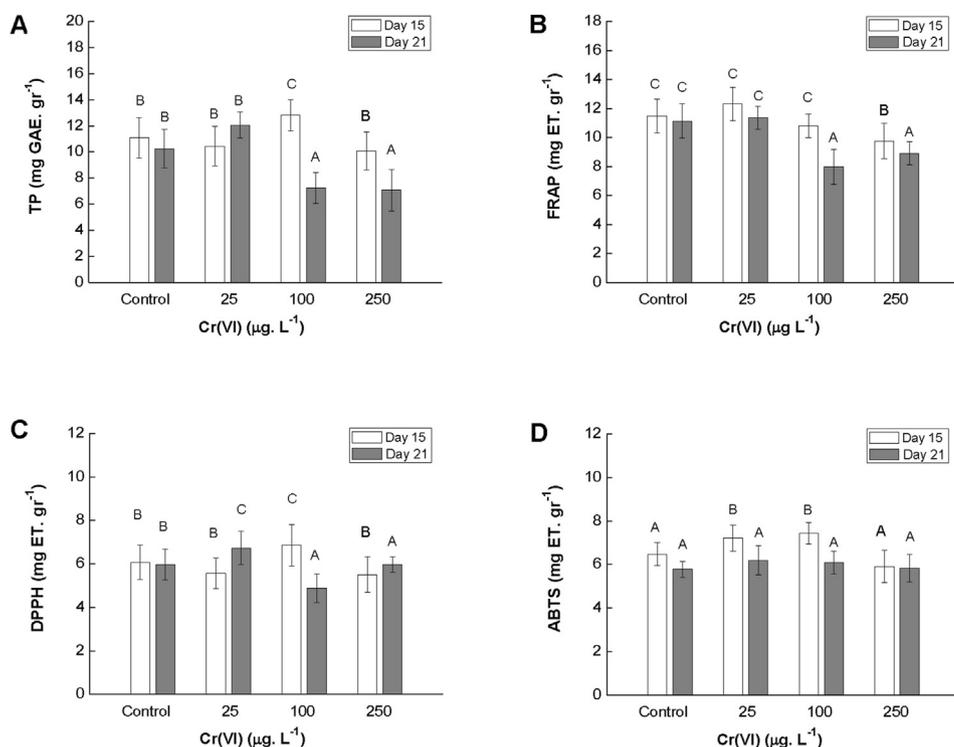 A
20
18
16
14
12
10
8
6
4
2
0
TP (mg GAE. gr⁻¹)
Day 15
Day 21
B B B B C A B A
Control 25 100 250
Cr(VI) (µg. L⁻¹)
B
20
18
16
14
12
10
8
6
4
2
0
FRAP (mg ET. gr⁻¹)
Day 15
Day 21
C C C C C A B A
Control 25 100 250
Cr(VI) (µg. L⁻¹)
C
12
10
8
6
4
2
0
DPPH (mg ET. gr⁻¹)
Day 15
Day 21
B B B C C A B A
Control 25 100 250
Cr(VI) (µg. L⁻¹)
D
12
10
8
6
4
2
0
ABTS (mg ET. gr⁻¹)
Day 15
Day 21
A A B A B A A A
Control 25 100 250
Cr(VI) (µg. L⁻¹)